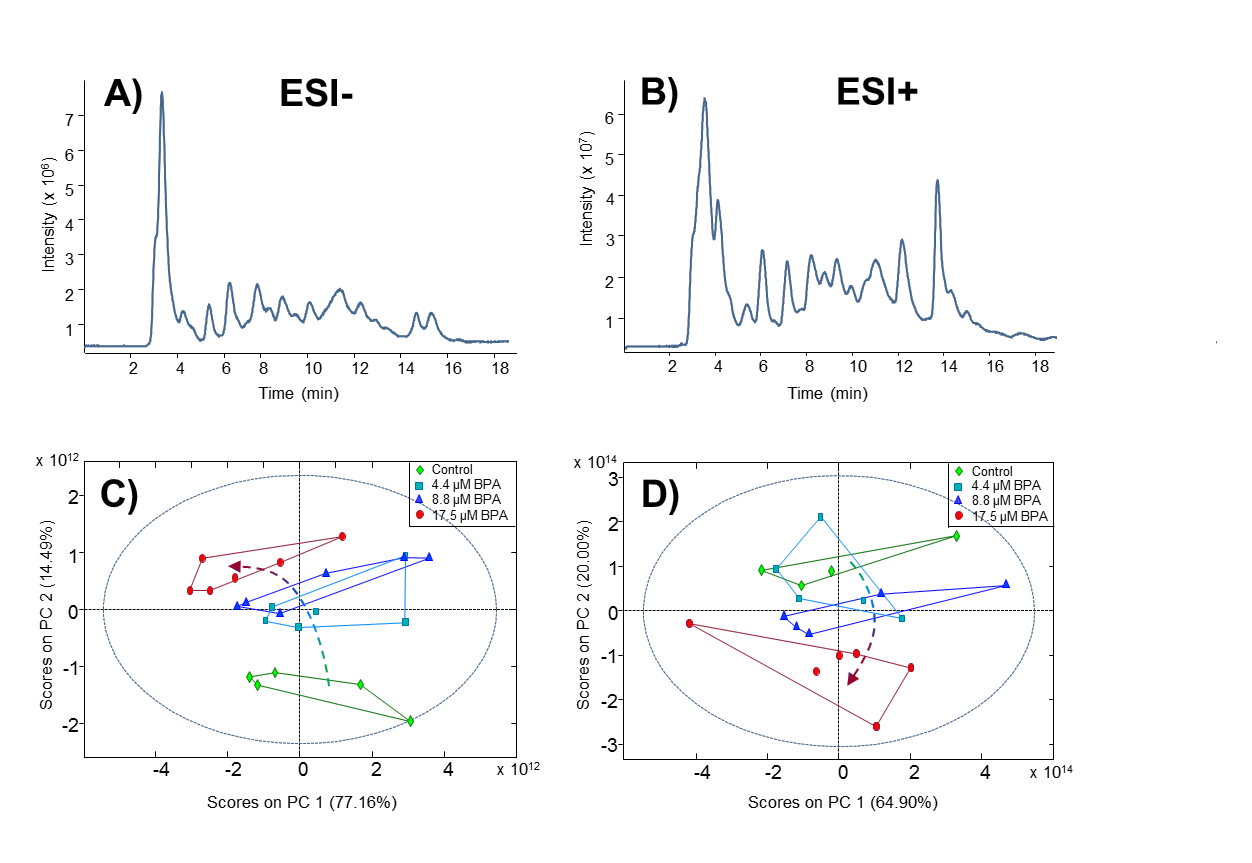 A)
ESI-
Intensity (x 10⁶)
7
6
5
4
3
2
1
2 4 6 8 10 12 14 16 18
Time (min)
B)
ESI+
Intensity (x 10⁷)
6
5
4
3
2
1
2 4 6 8 10 12 14 16 18
Time (min)
x 10¹²
C)
Control
4.4 µM BPA
8.8 µM BPA
17.5 µM BPA
Scores on PC 2 (14.49%)
2
1
0
-1
-2
-4 -2 0 2 4 x 10¹²
Scores on PC 1 (77.16%)
x 10¹⁴
D)
Control
4.4 µM BPA
8.8 µM BPA
17.5 µM BPA
Scores on PC 2 (20.00%)
3
2
1
0
-1
-2
-3
-4 -2 0 2 4 x 10¹⁴
Scores on PC 1 (64.90%)